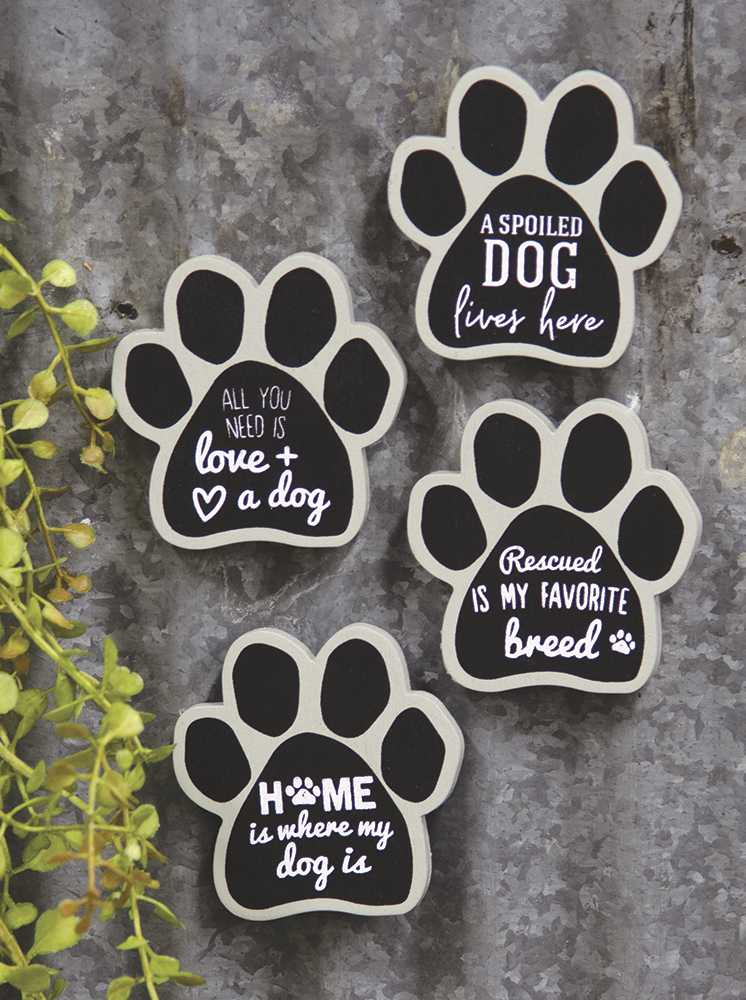 A SPOILED
DOG
lives here
ALL YOU
NEED IS
love +
a dog
Rescued
IS MY FAVORITE
breed
HOME
is where my
dog is